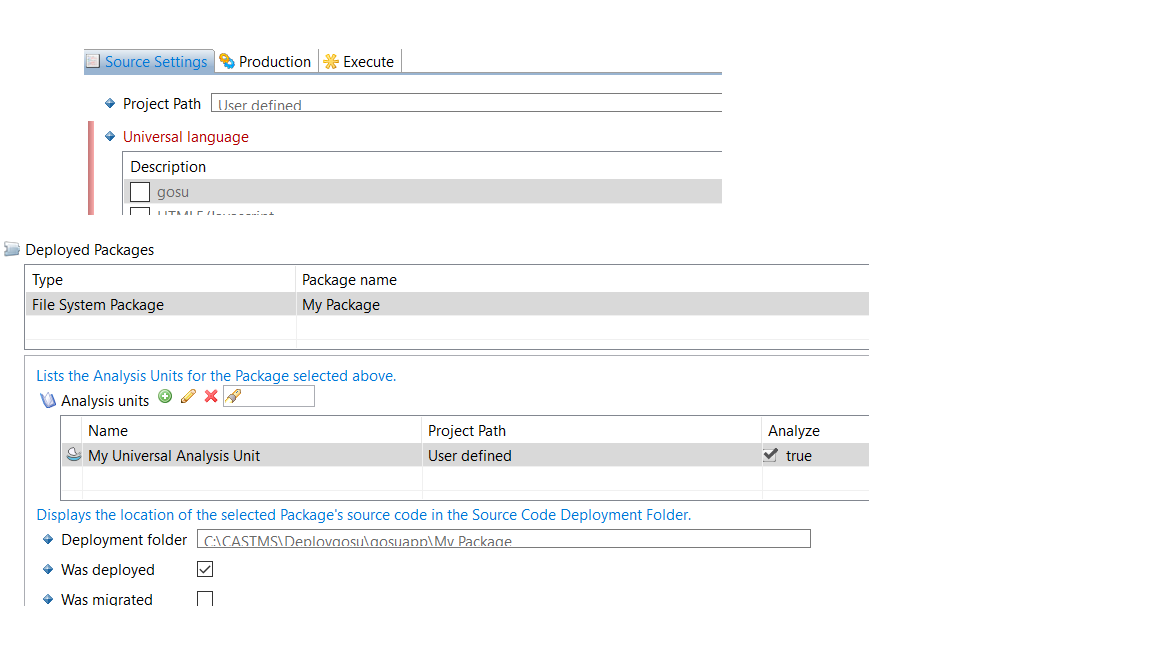 Source Settings Production Execute
Project Path User defined
Universal language
Description
gosu
HTML5/Javascript
Deployed Packages
Type Package name
File System Package My Package
Lists the Analysis Units for the Package selected above.
Analysis units
Name Project Path Analyze
My Universal Analysis Unit User defined true
Displays the location of the selected Package's source code in the Source Code Deployment Folder.
Deployment folder C:\CASTMS\Deploygosu\gosuapp\My Package
Was deployed
Was migrated